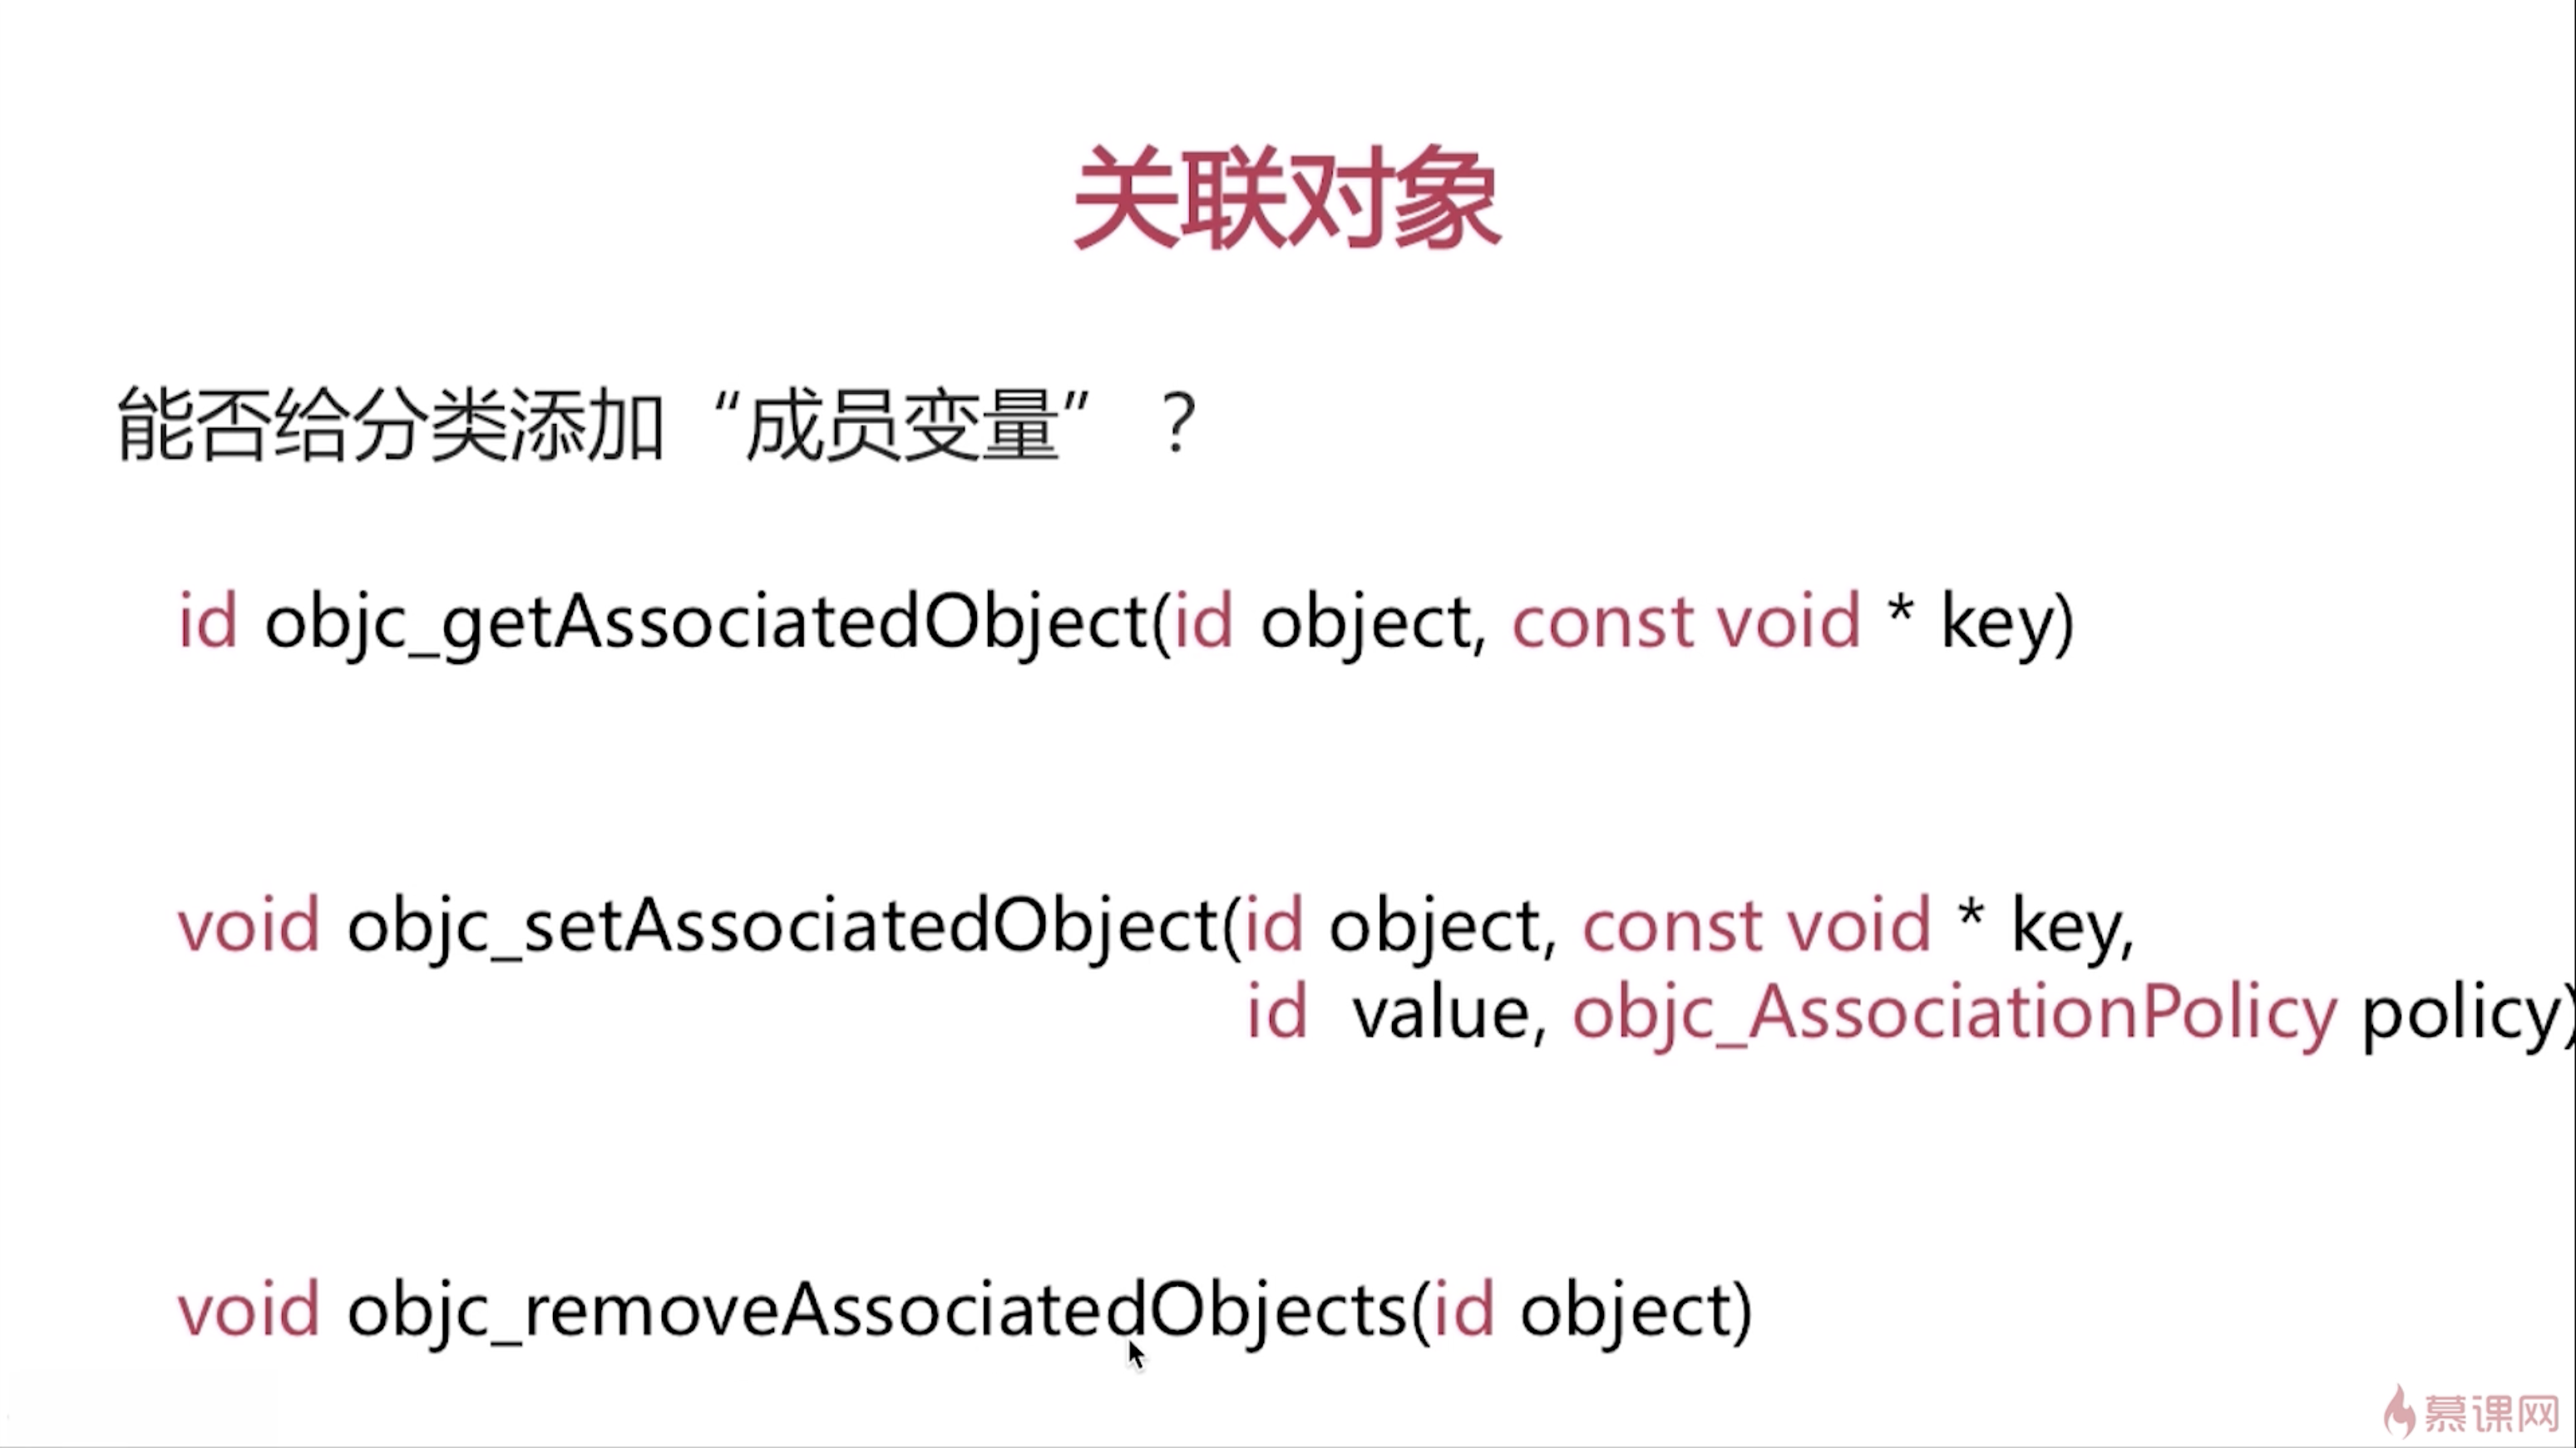 关联对象
能否给分类添加“成员变量”？
id objc_getAssociatedObject(id object, const void * key)
void objc_setAssociatedObject(id object, const void * key,
id value, objc_AssociationPolicy policy)
void objc_removeAssociatedObjects(id object)
慕课网